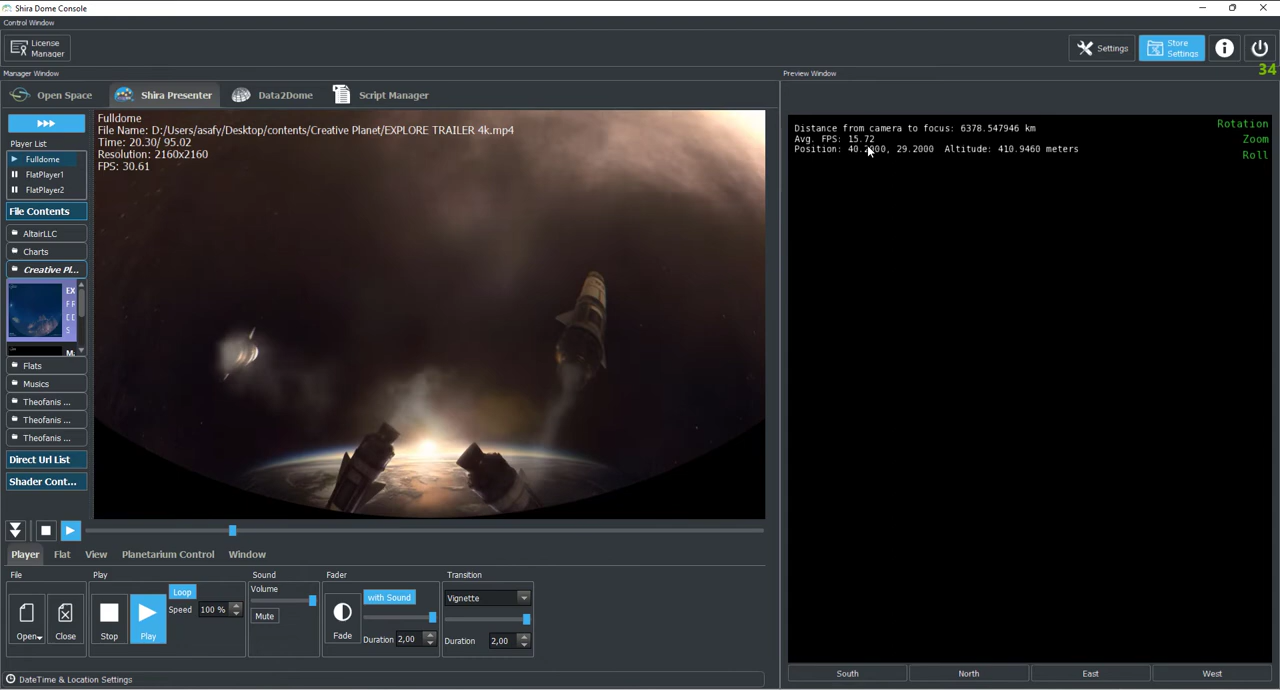 Shira Dome Console
Control Window
License
Manager
Settings
Store
Settings
34
Manager Window
Preview Window
Open Space
Shira Presenter
Data2Dome
Script Manager
Player List
Fulldome
FlatPlayer1
FlatPlayer2
File Contents
AltairLLC
Charts
Creative Pl...
EX
FR
S
Flats
Musics
Theofanis ...
Theofanis ...
Theofanis ...
Direct Url List
Shader Cont...
Fulldome
File Name: D:/Users/asafy/Desktop/contents/Creative Planet/EXPLORE TRAILER 4k.mp4
Time: 20.30/ 95.02
Resolution: 2160x2160
FPS: 30.61
Distance from camera to focus: 6378.547946 km
Avg. FPS: 15.72
Position: 40.2000, 29.2000 Altitude: 410.9460 meters
Rotation
Zoom
Roll
Player
Flat
View
Planetarium Control
Window
File
Play
Sound
Fader
Transition
Open
Close
Stop
Play
Loop
Speed 100 %
Volume
Mute
Fade
with Sound
Duration 2,00
Vignette
Duration 2,00
South
North
East
West
DateTime & Location Settings